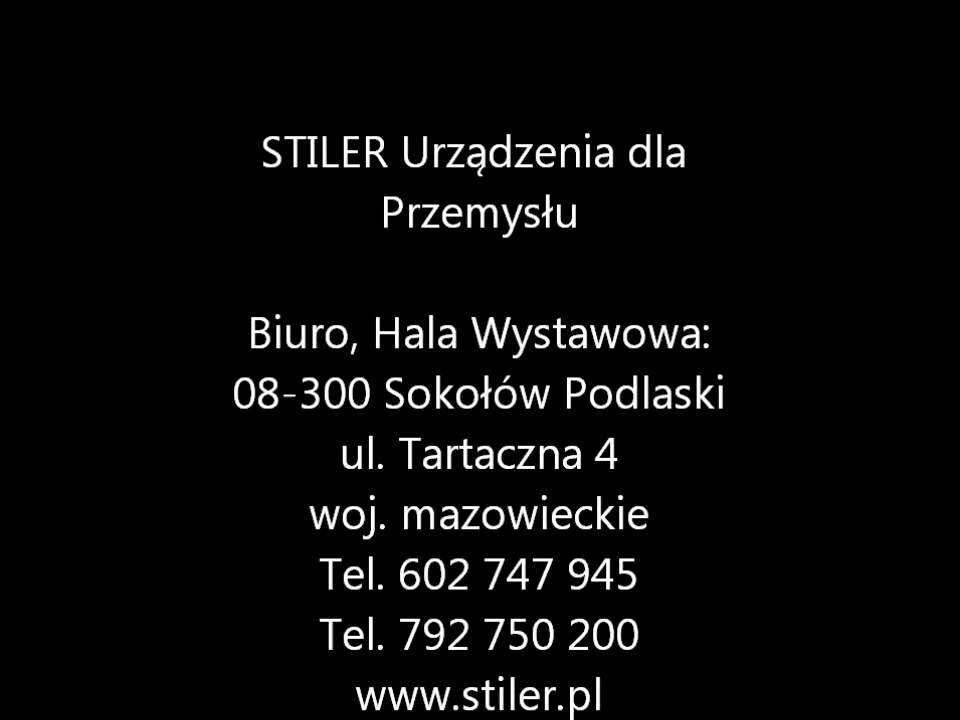 STILER Urządzenia dla
Przemysłu
Biuro, Hala Wystawowa:
08-300 Sokołów Podlaski
ul. Tartaczna 4
woj. mazowieckie
Tel. 602 747 945
Tel. 792 750 200
www.stiler.pl